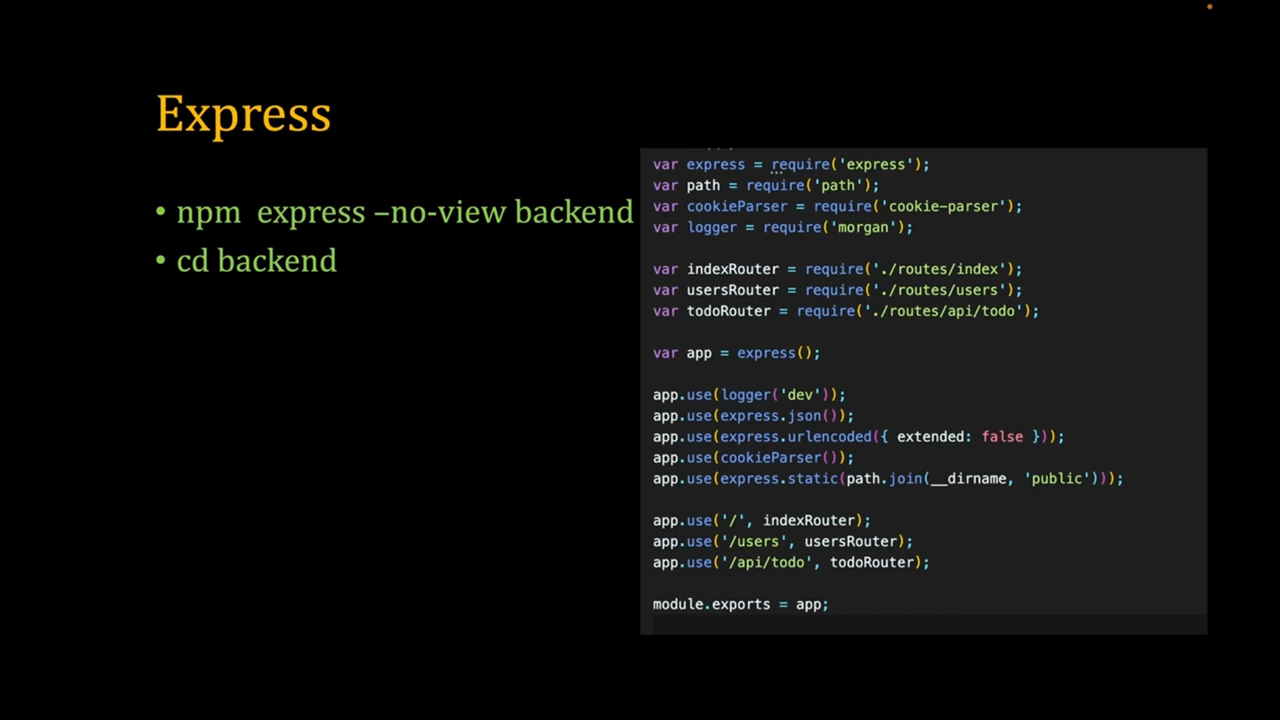 Express
• npm  express –no-view backend
• cd backend
var express = require('express');
var path = require('path');
var cookieParser = require('cookie-parser');
var logger = require('morgan');
var indexRouter = require('./routes/index');
var usersRouter = require('./routes/users');
var todoRouter = require('./routes/api/todo');
var app = express();
app.use(logger('dev'));
app.use(express.json());
app.use(express.urlencoded({ extended: false }));
app.use(cookieParser());
app.use(express.static(path.join(__dirname, 'public')));
app.use('/', indexRouter);
app.use('/users', usersRouter);
app.use('/api/todo', todoRouter);
module.exports = app;